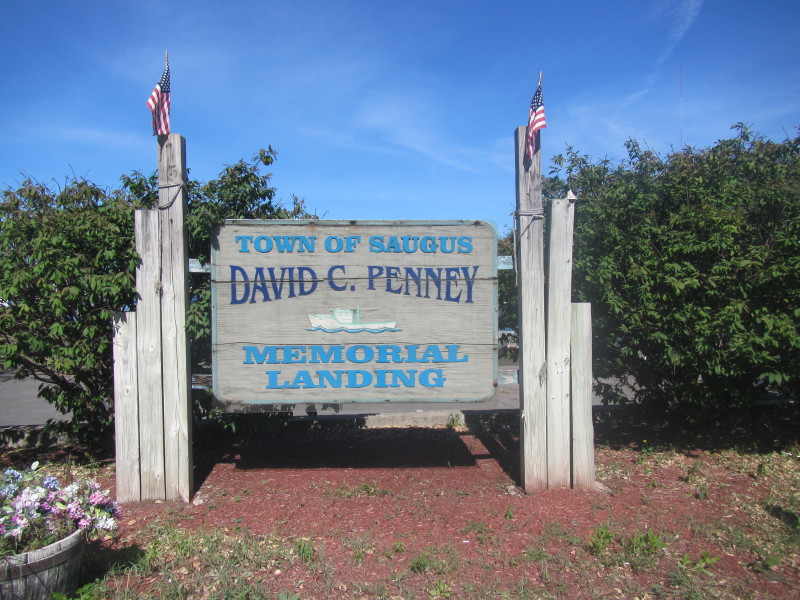 TOWN OF SAUGUS
DAVID C. PENNEY
MEMORIAL
LANDING